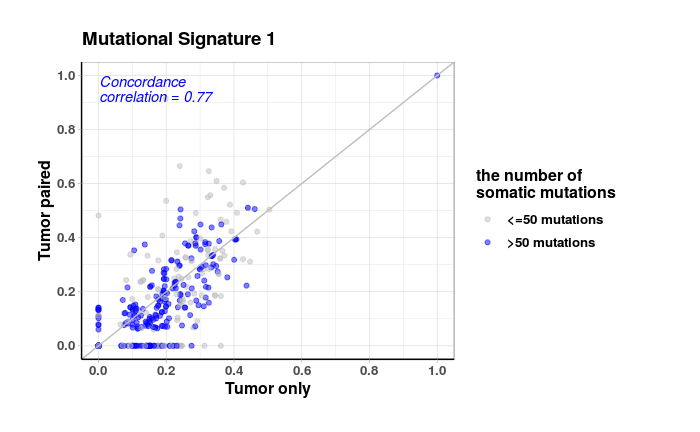 Mutational Signature 1
Concordance
correlation = 0.77
1.0
0.8
0.6
0.4
0.2
0.0
Tumor paired
0.0 0.2 0.4 0.6 0.8 1.0
Tumor only
the number of
somatic mutations
<=50 mutations
>50 mutations